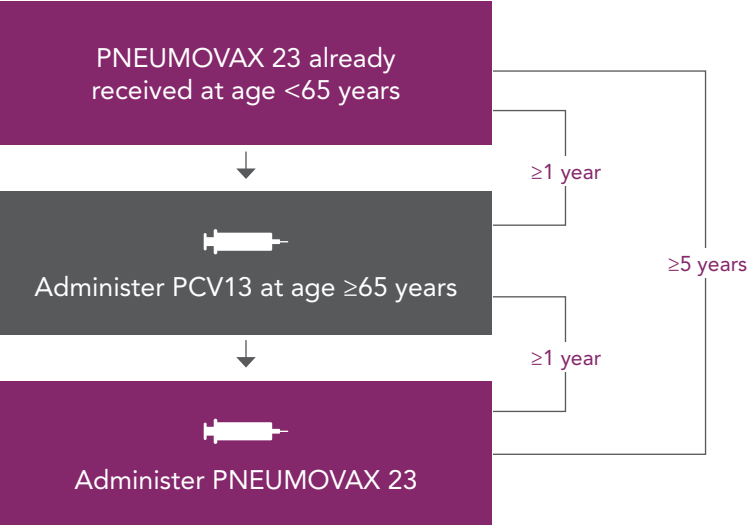 PNEUMOVAX 23 already
received at age <65 years
≥1 year
≥5 years
Administer PCV13 at age ≥65 years
≥1 year
Administer PNEUMOVAX 23